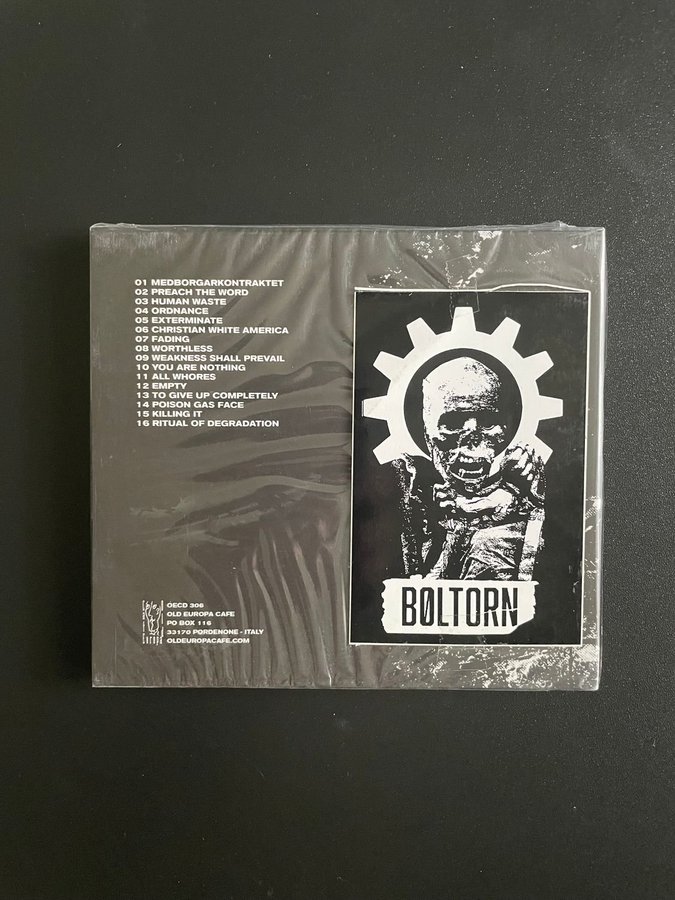 01 MEDBORGARKONTRAKTET
02 PREACH THE WORD
03 HUMAN WASTE
04 ORDNANCE
05 EXTERMINATE
06 CHRISTIAN WHITE AMERICA
07 FADING
08 WORTHLESS
09 WEAKNESS SHALL PREVAIL
10 YOU ARE NOTHING
11 ALL WHORES
12 EMPTY
13 TO GIVE UP COMPLETELY
14 POISON GAS FACE
15 KILLING IT
16 RITUAL OF DEGRADATION
BØLTORN
OECD 306
OLD EUROPA CAFE
PO BOX 116
33170 PORDENONE - ITALY
OLDEUROPACAFE.COM